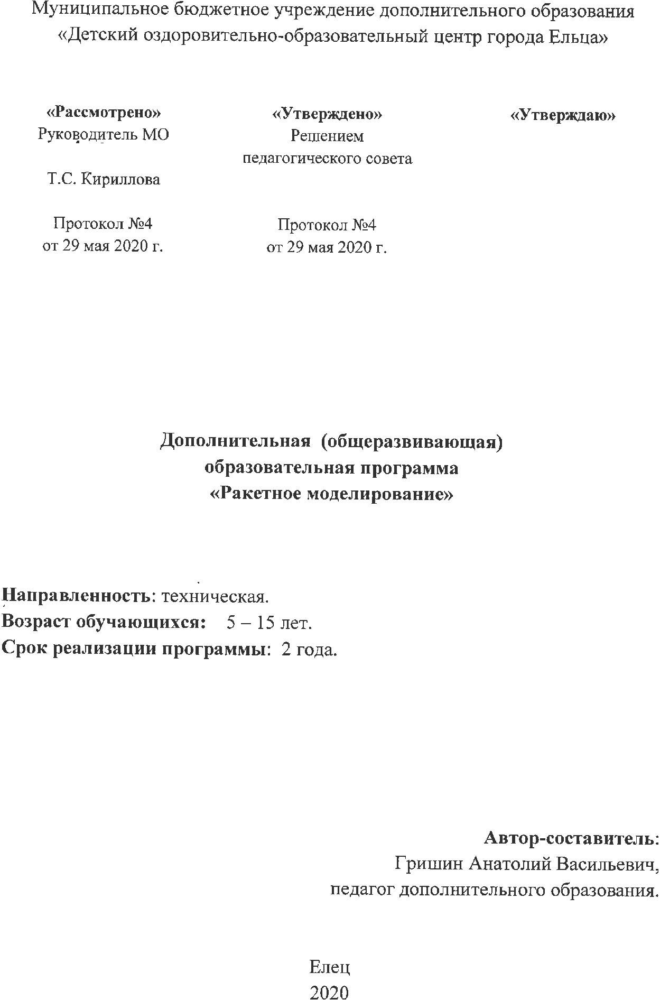 Муниципальное бюджетное учреждение дополнительного образования
«Детский оздоровительно-образовательный центр города Ельца»
«Рассмотрено»
Руководитель МО
Т.С. Кириллова
Протокол №4
от 29 мая 2020 г.
«Утверждено»
Решением
педагогического совета
Протокол №4
от 29 мая 2020 г.
«Утверждаю»
Дополнительная (общеразвивающая)
образовательная программа
«Ракетное моделирование»
Направленность: техническая.
Возраст обучающихся: 5 – 15 лет.
Срок реализации программы: 2 года.
Автор-составитель:
Гришин Анатолий Васильевич,
педагог дополнительного образования.
Елец
2020